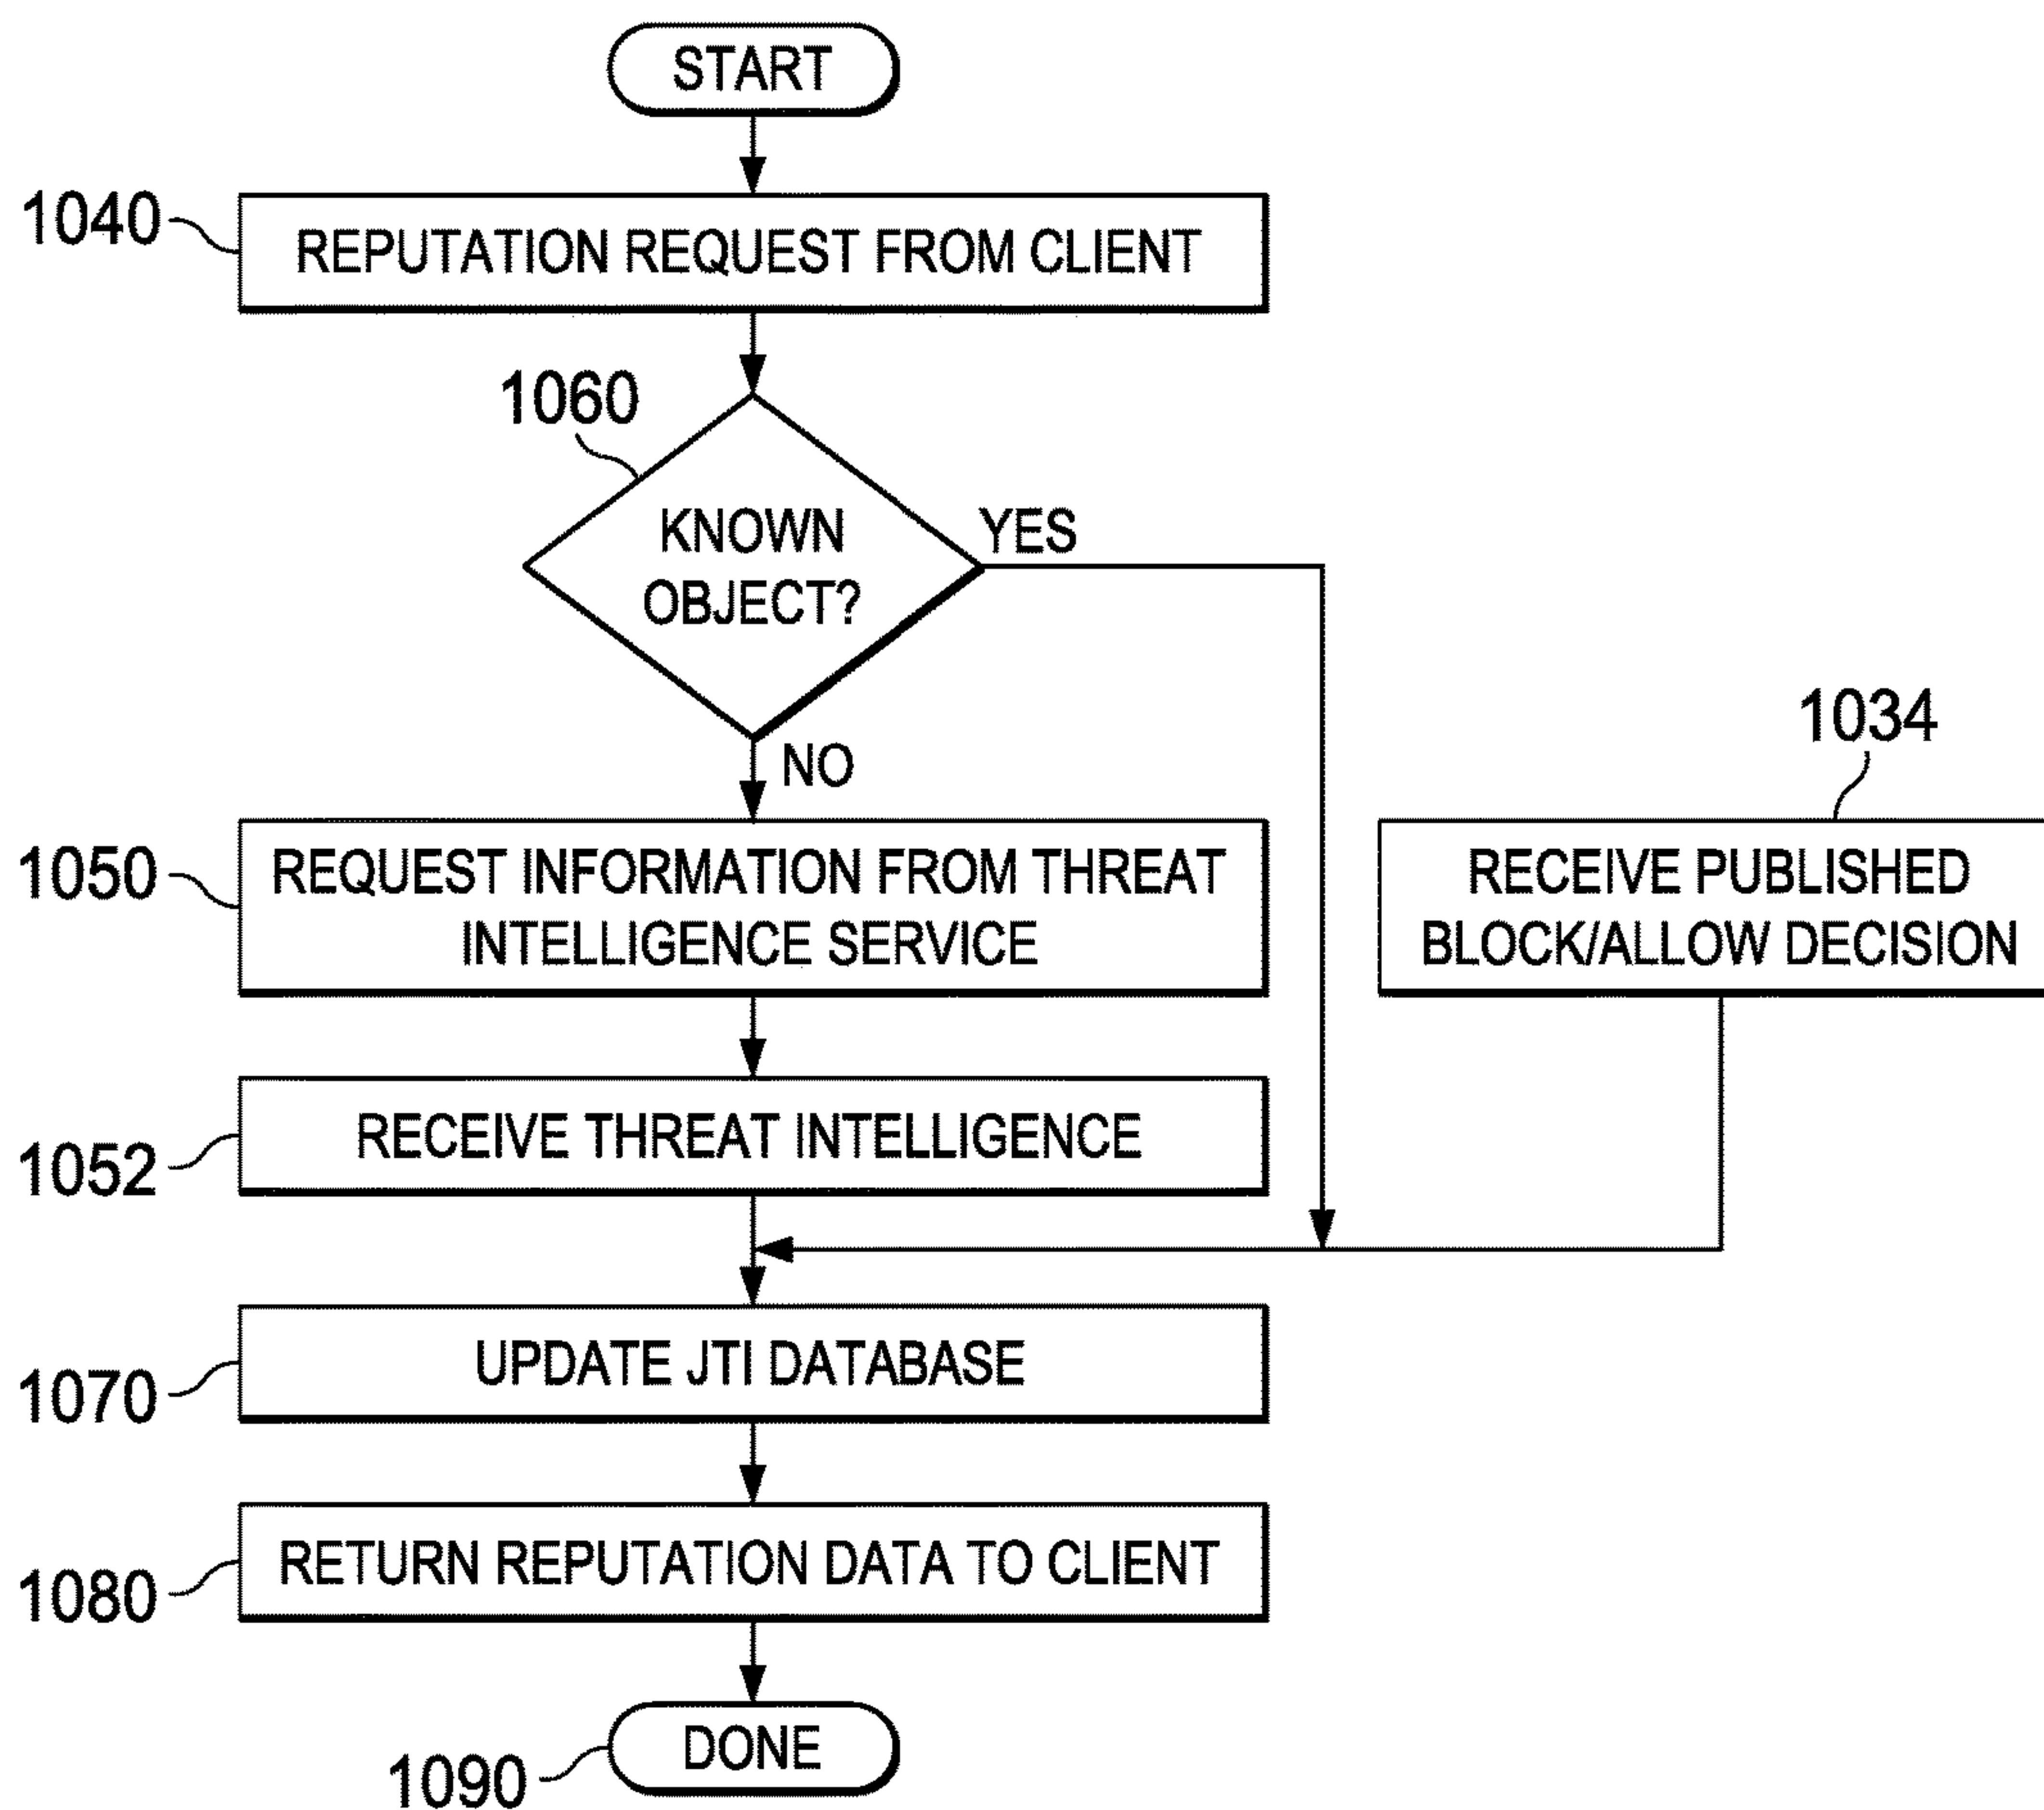 START
1040
REPUTATION REQUEST FROM CLIENT
1060
KNOWN
OBJECT?
YES
NO
1034
1050
REQUEST INFORMATION FROM THREAT
INTELLIGENCE SERVICE
RECEIVE PUBLISHED
BLOCK/ALLOW DECISION
1052
RECEIVE THREAT INTELLIGENCE
1070
UPDATE JTI DATABASE
1080
RETURN REPUTATION DATA TO CLIENT
1090
DONE